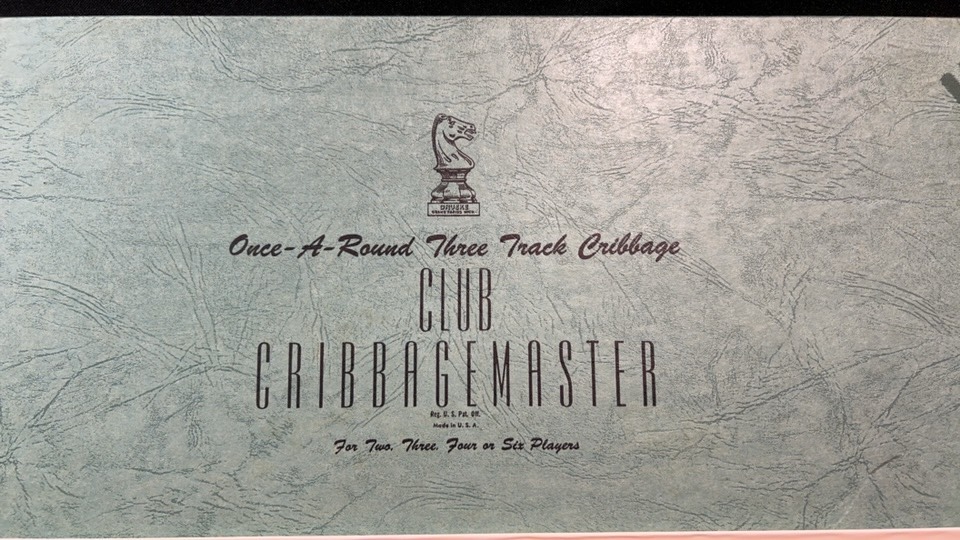 DRUEKE
Once-A-Round Three Track Cribbage
CLUB
CRIBBAGEMASTER
Reg. U. S. Pat. Off.
Made in U. S. A.
For Two, Three, Four or Six Players